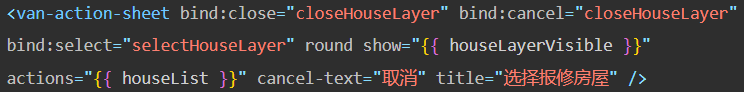 <van-action-sheet bind:close="closeHouseLayer" bind:cancel="closeHouseLayer"
bind:select="selectHouseLayer" round show="{{ houseLayerVisible }}"
actions="{{ houseList }}" cancel-text="取消" title="选择报修房屋" />